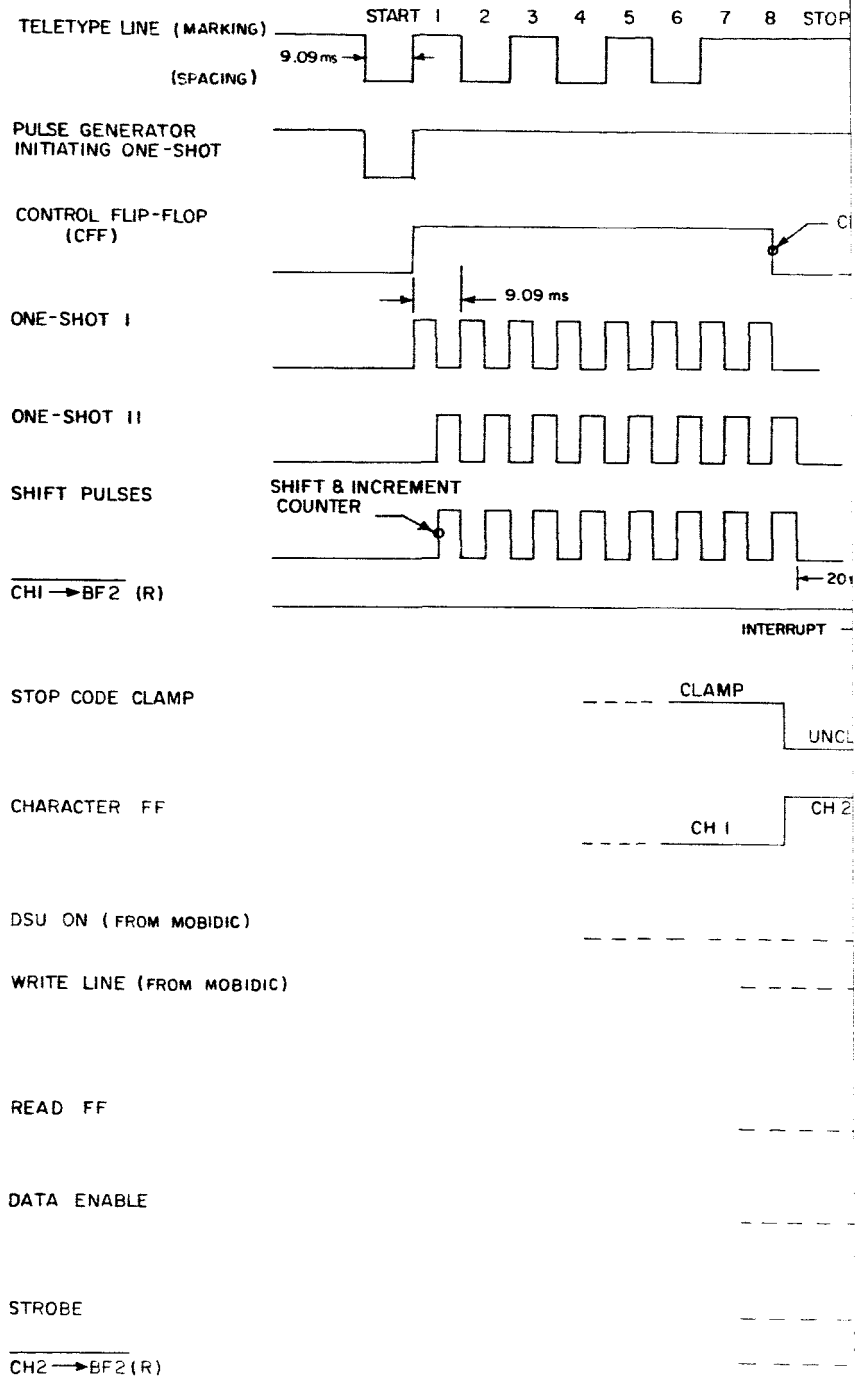 START 1 2 3 4 5 6 7 8 STOP
TELETYPE LINE (MARKING)
9.09 ms
(SPACING)
PULSE GENERATOR
INITIATING ONE-SHOT
CONTROL FLIP-FLOP
(CFF)
9.09 ms
ONE-SHOT I
ONE-SHOT II
SHIFT PULSES
SHIFT & INCREMENT
COUNTER
CH1→BF2 (R)
INTERRUPT
STOP CODE CLAMP
CLAMP
CHARACTER FF
CH 1
CH 2
DSU ON (FROM MOBIDIC)
WRITE LINE (FROM MOBIDIC)
READ FF
DATA ENABLE
STROBE
CH2→BF2(R)